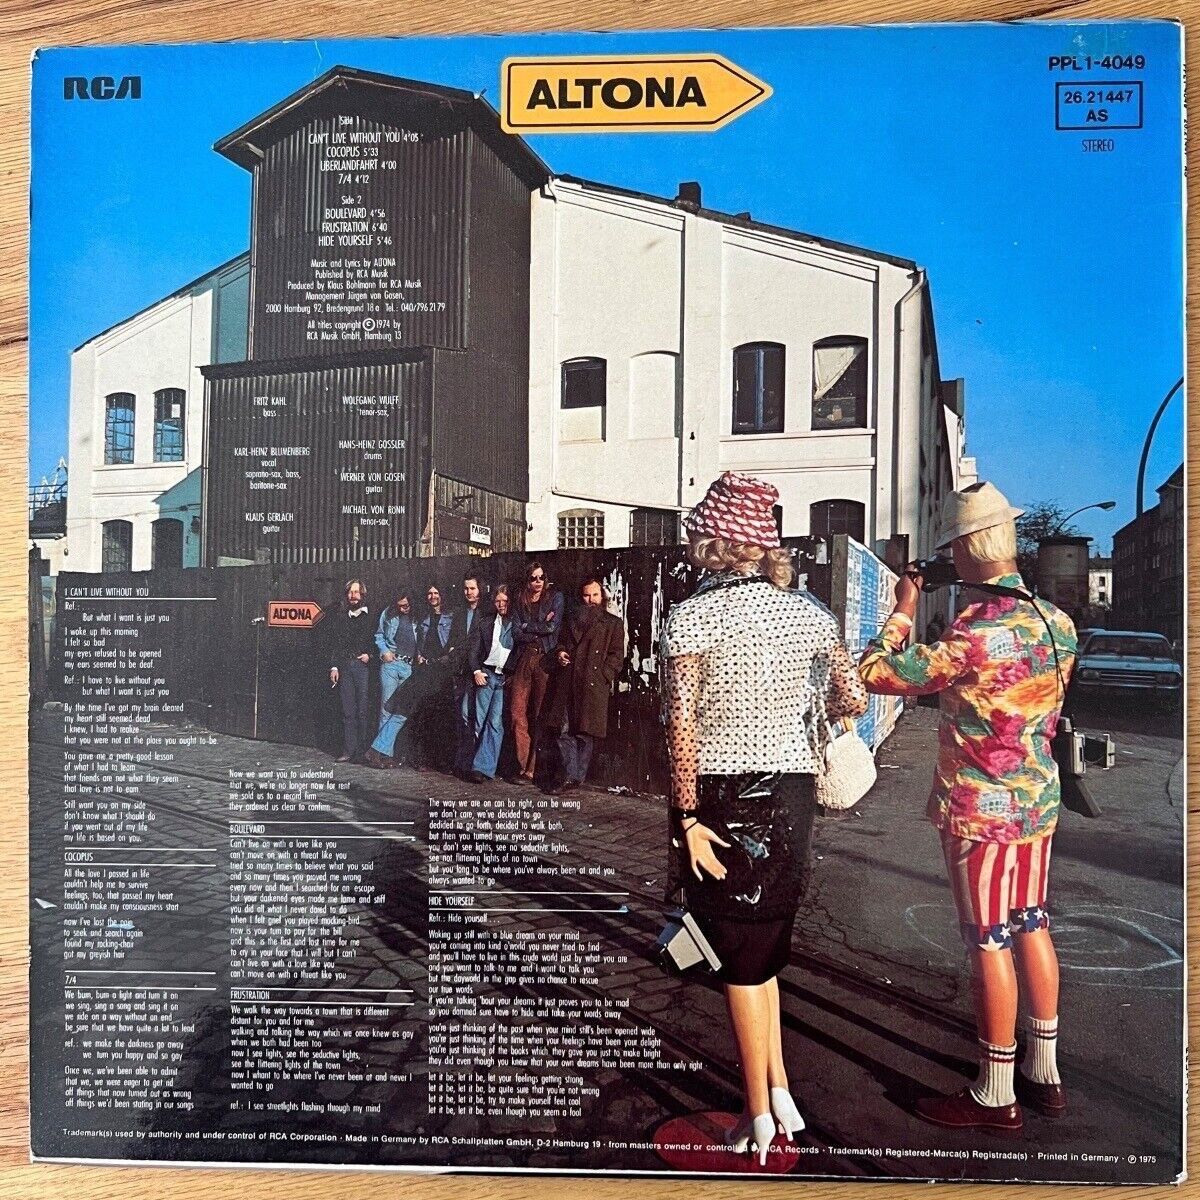 RCA
ALTONA
PPL1-4049
26.21447
AS
STEREO
Side 1
CAN'T LIVE WITHOUT YOU 4'05
COCOPUS 5'33
ÜBERLANDFAHRT 4'00
7/4 4'12
Side 2
BOULEVARD 4'56
FRUSTRATION 6'40
HIDE YOURSELF 5'46
Music and Lyrics by ALTONA
Published by RCA Musik
Produced by Klaus Bohlmann for RCA Musik
Management Jürgen von Gosen,
2000 Hamburg 92, Bredengrund 18 a Tel.: 040/796 21 79
All titles copyright © 1974 by
RCA Musik GmbH, Hamburg 13
FRITZ KAHL
bass
KARL-HEINZ BLUMENBERG
vocal
soprano-sax, bass,
baritone-sax
KLAUS GERLACH
guitar
WOLFGANG WULFF
tenor-sax,
HANS-HEINZ GOSSLER
drums
WERNER VON GOSEN
guitar
MICHAEL VON RÖNN
tenor-sax,
ALTONA
I CAN'T LIVE WITHOUT YOU
Ref.:
But what I want is just you
I woke up this morning
I felt so bad
my eyes refused to be opened
my ears seemed to be deaf.
Ref.: I have to live without you
but what I want is just you
By the time I've got my brain cleared
my heart still seemed dead
I knew, I had to realize
that you were not at the place you ought to be.
You gave me a pretty good lesson
of what I had to learn
that friends are not what they seem
that love is not to earn
Still want you on my side
don't know what I should do
if you went out of my life
my life is based on you.
COCOPUS
All the love I passed in life
couldn't help me to survive
feelings, too, that passed my heart
couldn't make my consciousness start
now I've lost the pain
to seek and search again
found my rocking-chair
got my greyish hair
7/4
We burn, burn a light and turn it on
we sing, sing a song and sing it on
we ride on a way without an end
be sure that we have quite a lot to lead
ref.: we make the darkness go away
we turn you happy and so gay
Once we, we've been able to admit
that we, we were eager to get rid
off things that now turned out as wrong
off things we'd been stating in our songs
Now we want you to understand
that we, we're no longer now for rent
we sold us to a record firm
they ordered us clear to confirm
BOULEVARD
Can't live on with a love like you
can't move on with a threat like you
tried so many times to believe what you said
and so many times you proved me wrong
every now and then I searched for an escape
but your darkened eyes made me lame and stiff
you did all what I never dared to do
when I felt grief you played mocking-bird
now is your turn to pay for the bill
and this is the first and last time for me
to cry in your face that I will but I can't
can't live on with a love like you
can't move on with a threat like you
FRUSTRATION
We walk the way towards a town that is different
distant for you and for me
walking and talking the way which we once knew as gay
when we both had been too
now I see lights, see the seductive lights,
see the flittering lights of the town
now I whant to be where I've never been at and never I
wanted to go
ref.: I see streetlights flashing through my mind
The way we are on can be right, can be wrong
we don't care, we've decided to go
dedided to go forth, decided to walk both,
but then you turned your eyes away
you don't see lights, see no seductive lights,
see not flittering lights of no town
but you long to be where you've always been at and you
always wanted to go
HIDE YOURSELF
Ref.: Hide yourself . . .
Waking up still with a blue dream on your mind
you're coming into kind o'world you never tried to find
and you'll have to live in this crude world just by what you are
and you want to talk to me and I want to talk you
but the dayworld in the gap gives no chance to rescue
our true words
if you're talking 'bout your dreams it just proves you to be mad
so you damned sure have to hide and take your words away
you're just thinking of the past when your mind still's been opened wide
you're just thinking of the time when your feelings have been your delight
you're just thinking of the books which, they gave you just to make bright
they did even though you knew that your own dreams have been more than only right
let it be, let it be, let your feelings getting strong
let it be, let it be, be quite sure that you're not wrong
let it be, let it be, try to make yourself feel cool
let it be, let it be, even though you seem a fool
Trademark(s) used by authority and under control of RCA Corporation · Made in Germany by RCA Schallplatten GmbH, D-2 Hamburg 19 · from masters owned or controlled by RCA Records · Trademark(s) Registered-Marca(s) Registrada(s) · Printed in Germany · ℗ 1975